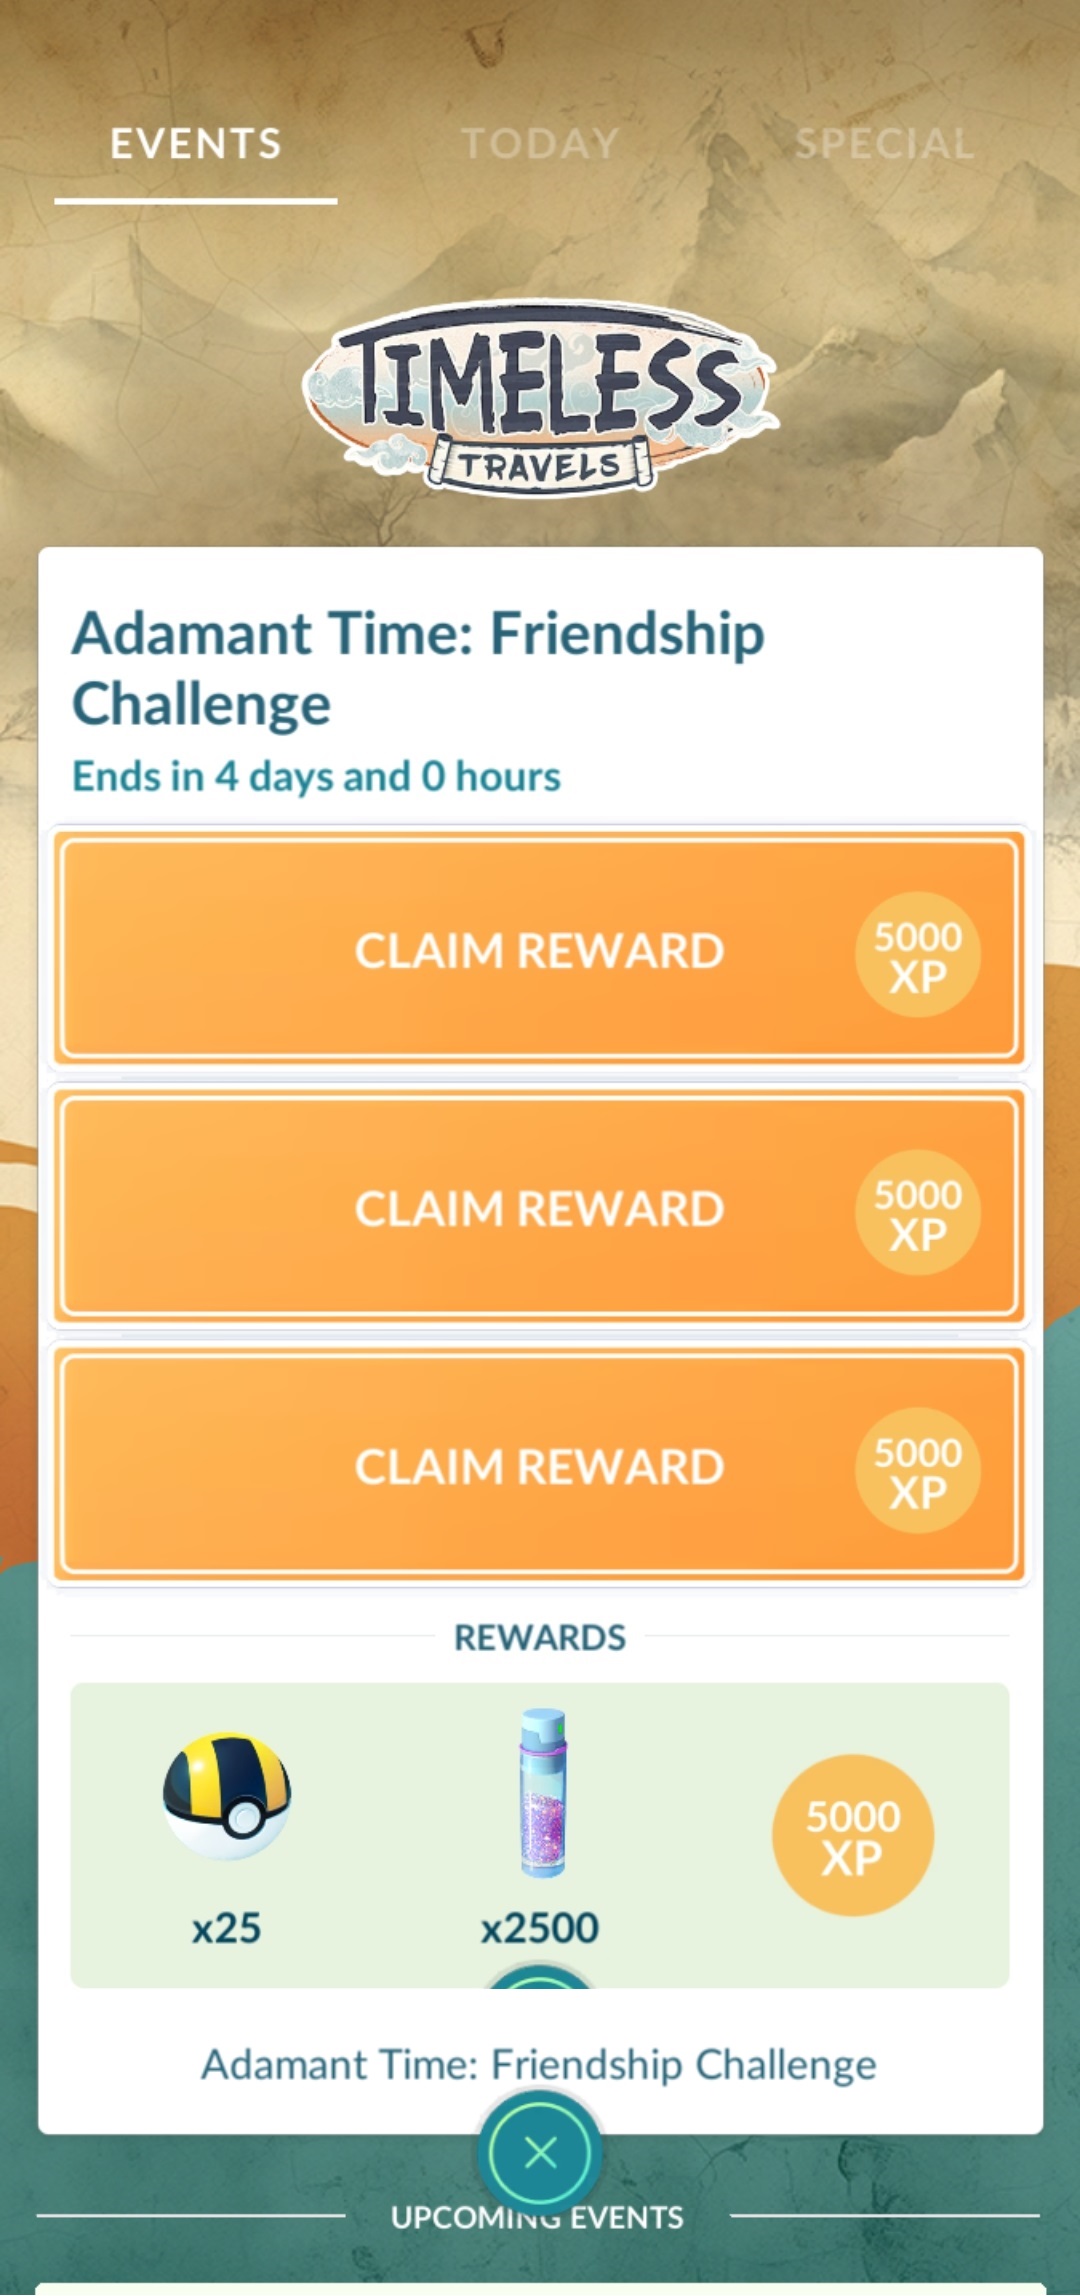 EVENTS TODAY SPECIAL
TIMELESS
TRAVELS
Adamant Time: Friendship
Challenge
Ends in 4 days and 0 hours
CLAIM REWARD
5000
XP
CLAIM REWARD
5000
XP
CLAIM REWARD
5000
XP
REWARDS
5000
XP
x25
x2500
Adamant Time: Friendship Challenge
UPCOMING EVENTS